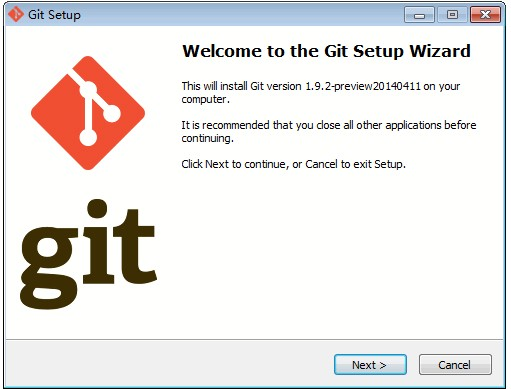 Git Setup
Welcome to the Git Setup Wizard
This will install Git version 1.9.2-preview20140411 on your
computer.
It is recommended that you close all other applications before
continuing.
Click Next to continue, or Cancel to exit Setup.
git
Next >
Cancel